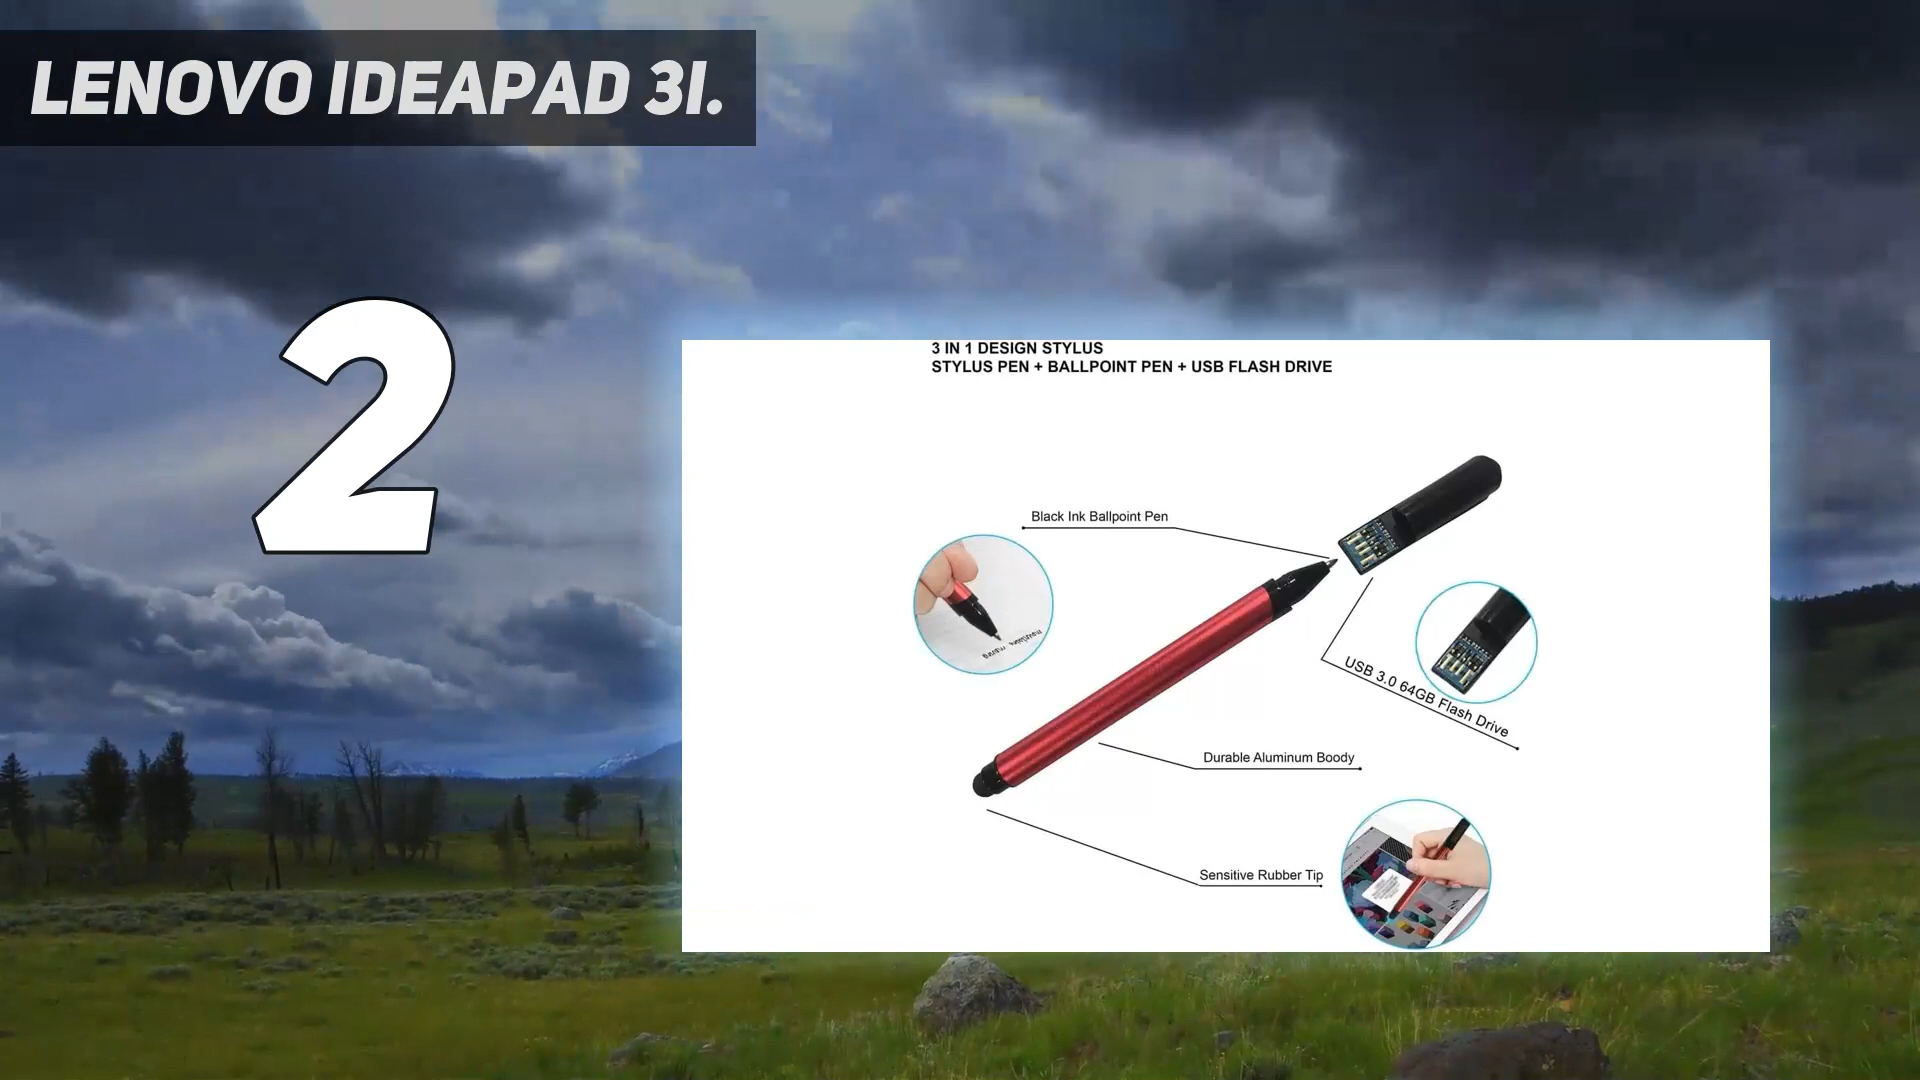 LENOVO IDEAPAD 3I.
2
3 IN 1 DESIGN STYLUS
STYLUS PEN + BALLPOINT PEN + USB FLASH DRIVE
Black Ink Ballpoint Pen
USB 3.0 64GB Flash Drive
Durable Aluminum Boody
Sensitive Rubber Tip